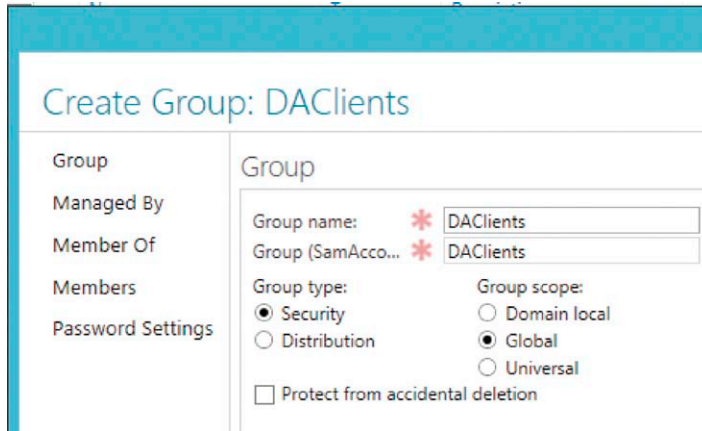 Create Group: DAClients
Group
Managed By
Member Of
Members
Password Settings
Group
Group name: * DAClients
Group (SamAcco... * DAClients
Group type: Group scope:
Security Domain local
Distribution Global
Universal
Protect from accidental deletion